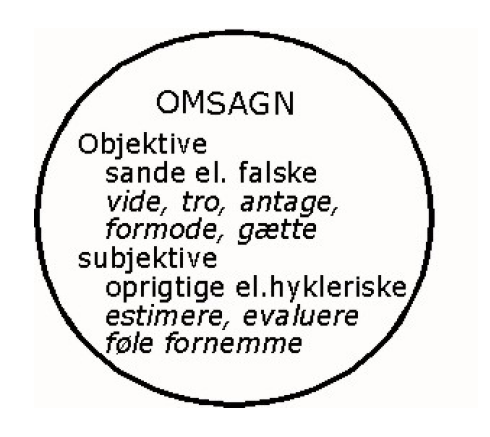 OMSAGN
Objektive
sande el. falske
vide, tro, antage,
formode, gætte
subjektive
oprigtige el.hykleriske
estimere, evaluere
føle fornemme